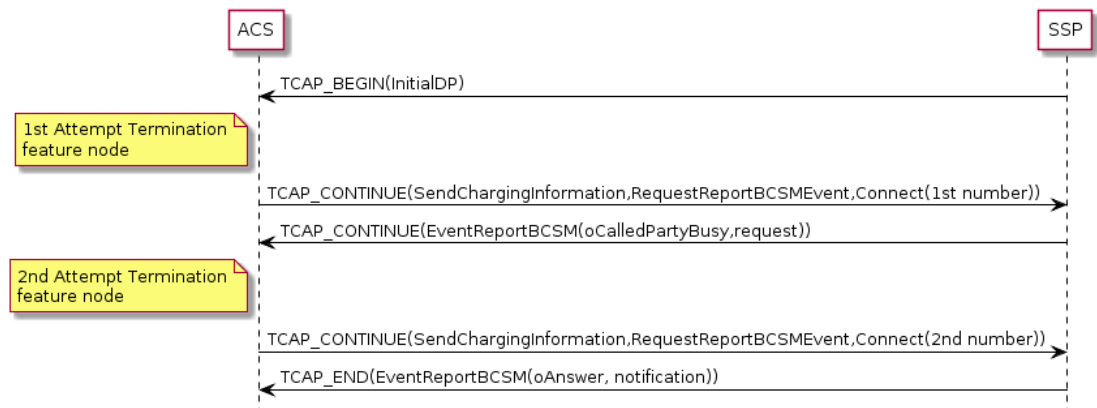 ACS
SSP
TCAP_BEGIN(InitialDP)
1st Attempt Termination
feature node
TCAP_CONTINUE(SendChargingInformation,RequestReportBCSMEvent,Connect(1st number))
TCAP_CONTINUE(EventReportBCSM(oCalledPartyBusy,request))
2nd Attempt Termination
feature node
TCAP_CONTINUE(SendChargingInformation,RequestReportBCSMEvent,Connect(2nd number))
TCAP_END(EventReportBCSM(oAnswer, notification))